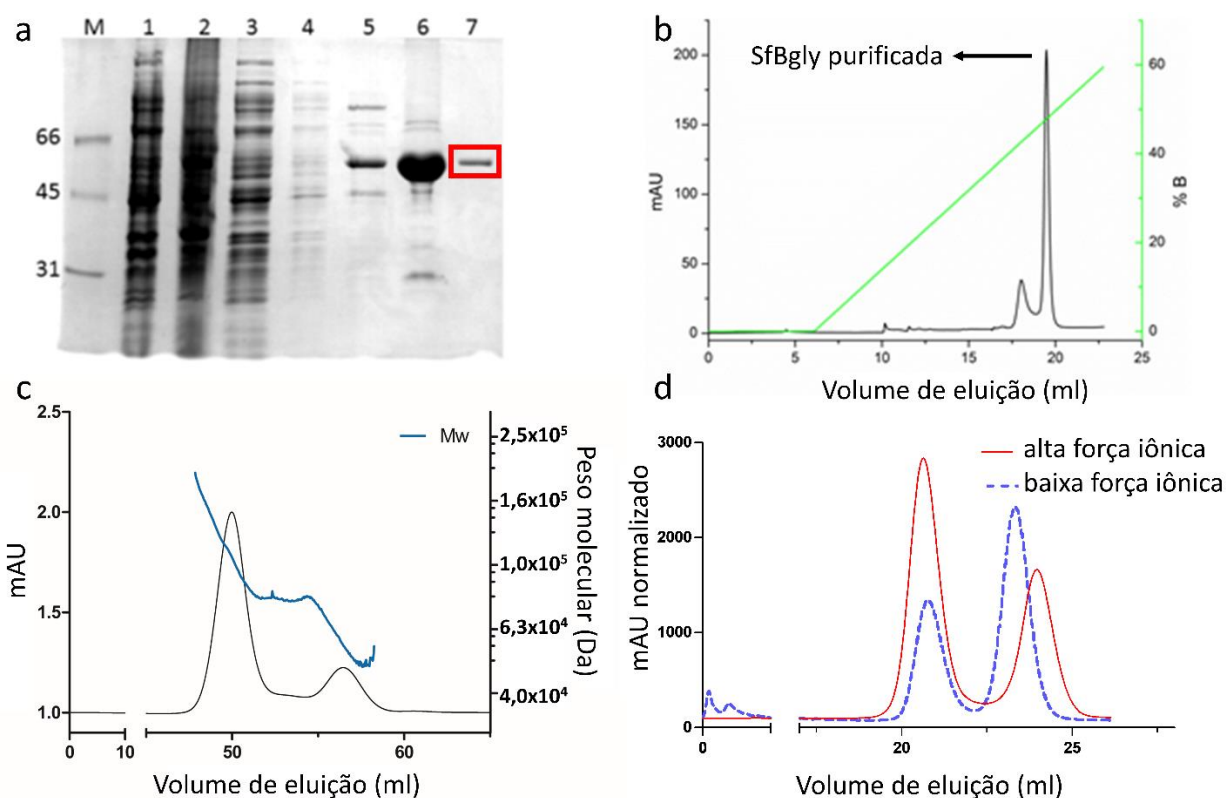 a
M 1 2 3 4 5 6 7
66
45
31
b
SfBgly purificada
200
150
100
50
0
mAU
60
40
20
0
% B
0 5 10 15 20 25
Volume de eluição (ml)
c
Mw
2.5
2.0
1.5
1.0
mAU
2,5x10⁵
1,6x10⁵
1,0x10⁵
6,3x10⁴
4,0x10⁴
Peso molecular (Da)
0 10 50 60
Volume de eluição (ml)
d
alta força iônica
baixa força iônica
3000
2000
1000
0
mAU normalizado
0 20 25
Volume de eluição (ml)